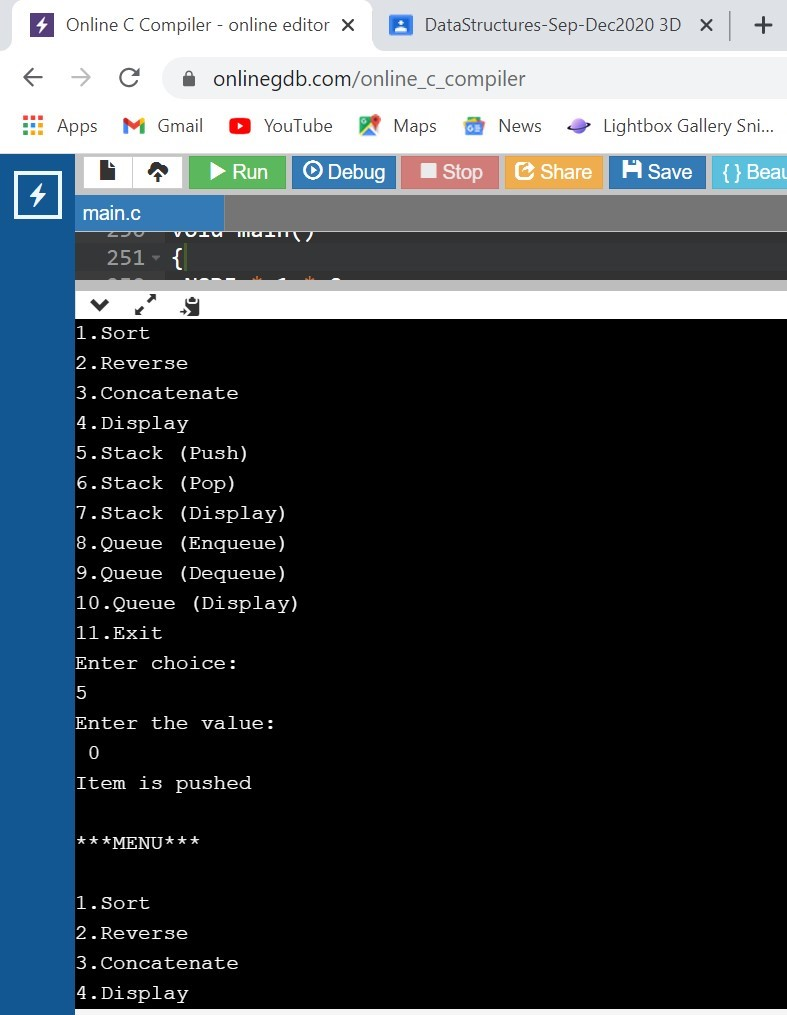 Online C Compiler - online editor
DataStructures-Sep-Dec2020 3D
onlinegdb.com/online_c_compiler
Apps Gmail YouTube Maps News Lightbox Gallery Sni...
Run Debug Stop Share Save { } Beau
main.c
250 void main()
251 {
1.Sort
2.Reverse
3.Concatenate
4.Display
5.Stack (Push)
6.Stack (Pop)
7.Stack (Display)
8.Queue (Enqueue)
9.Queue (Dequeue)
10.Queue (Display)
11.Exit
Enter choice:
5
Enter the value:
0
Item is pushed
***MENU***
1.Sort
2.Reverse
3.Concatenate
4.Display